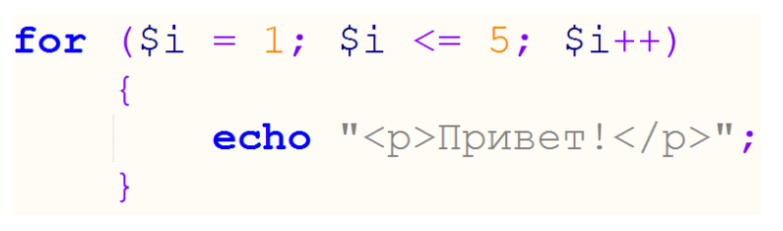 for ($i = 1; $i <= 5; $i++)
{
echo "<p>Привет!</p>";
}